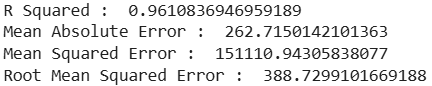 R Squared :  0.9610836946959189
Mean Absolute Error :  262.7150142101363
Mean Squared Error :  151110.94305838077
Root Mean Squared Error :  388.7299101669188